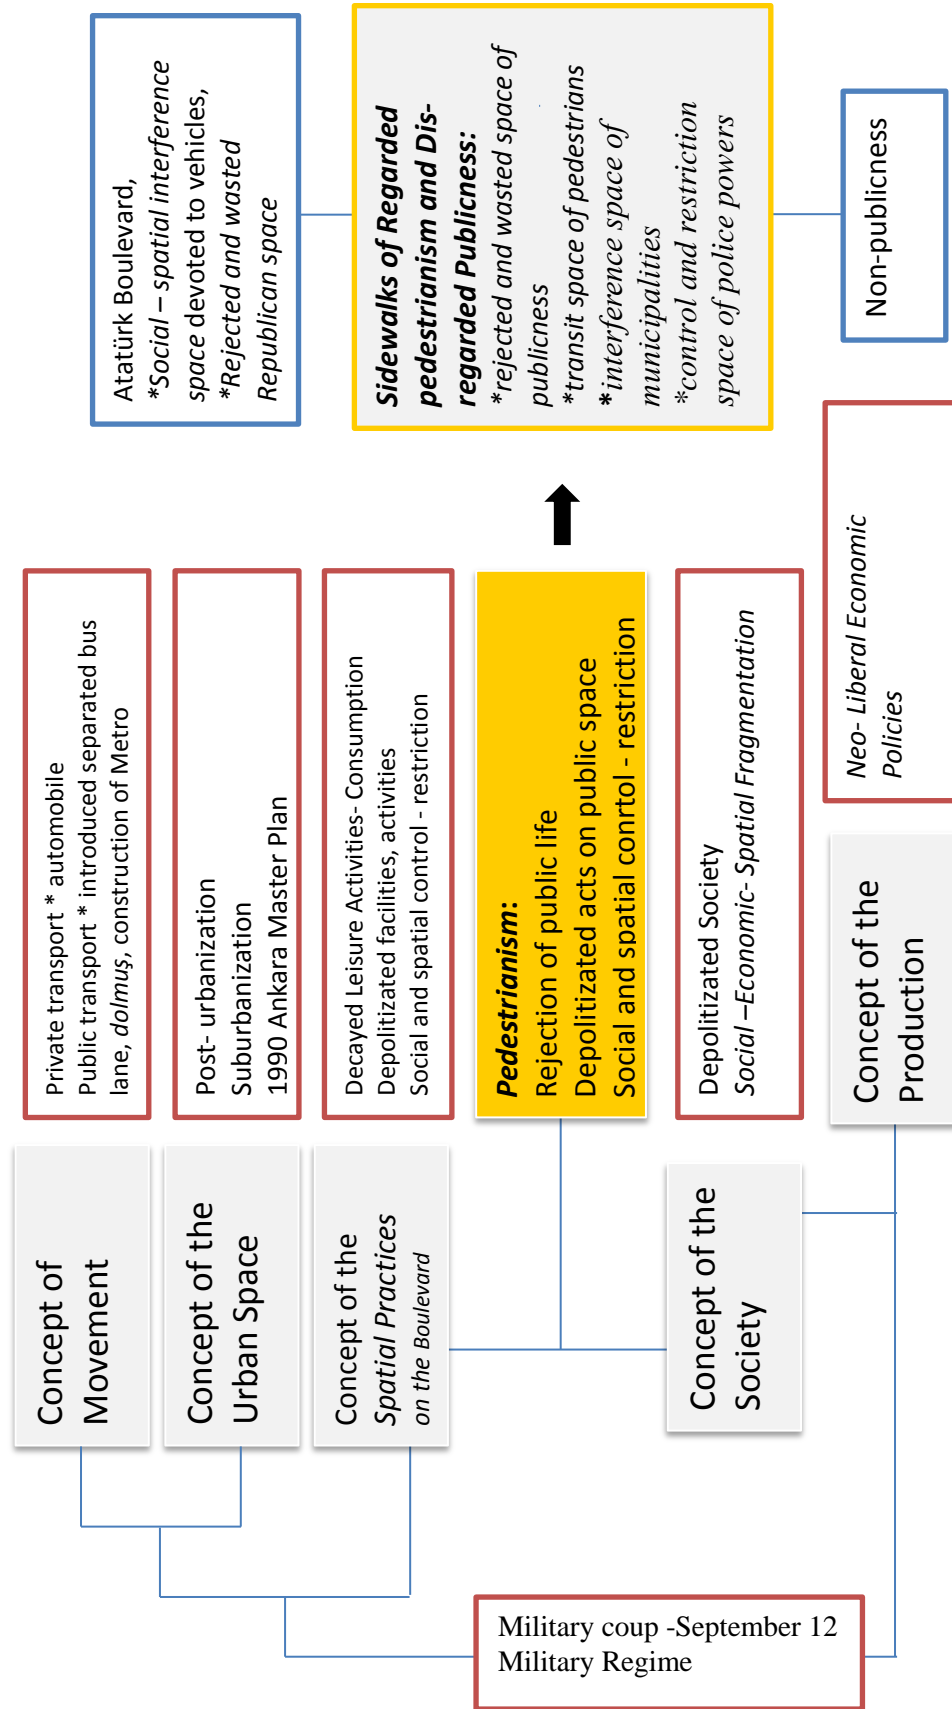 Military coup -September 12
Military Regime
Concept of
Movement
Private transport * automobile
Public transport * introduced separated bus
lane, dolmuş, construction of Metro
Concept of the
Urban Space
Post- urbanization
Suburbanization
1990 Ankara Master Plan
Concept of the
Spatial Practices
on the Boulevard
Decayed Leisure Activities- Consumption
Depolitizated facilities, activities
Social and spatial control - restriction
Pedestrianism:
Rejection of public life
Depolitizated acts on public space
Social and spatial conrtol - restriction
Concept of the
Society
Depolitizated Society
Social –Economic- Spatial Fragmentation
Concept of the
Production
Neo- Liberal Economic
Policies
Atatürk Boulevard,
*Social – spatial interference
space devoted to vehicles,
*Rejected and wasted
Republican space
Sidewalks of Regarded
pedestrianism and Dis-
regarded Publicness:
*rejected and wasted space of
publicness
*transit space of pedestrians
*interference space of
municipalities
*control and restriction
space of police powers
Non-publicness